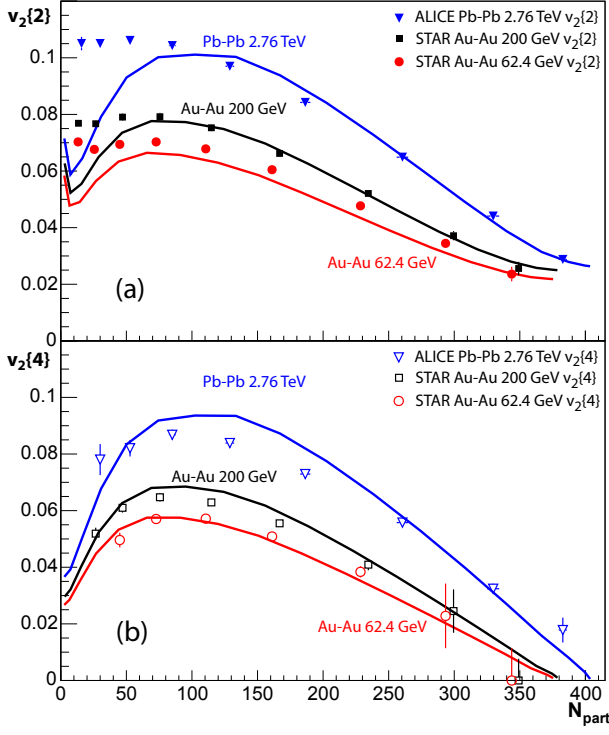 v₂{2}
ALICE Pb-Pb 2.76 TeV v₂{2}
STAR Au-Au 200 GeV v₂{2}
STAR Au-Au 62.4 GeV v₂{2}
0.1
0.08
0.06
0.04
0.02
0
Pb-Pb 2.76 TeV
Au-Au 200 GeV
Au-Au 62.4 GeV
(a)
v₂{4}
ALICE Pb-Pb 2.76 TeV v₂{4}
STAR Au-Au 200 GeV v₂{4}
STAR Au-Au 62.4 GeV v₂{4}
Pb-Pb 2.76 TeV
0.1
0.08
0.06
0.04
0.02
0
Au-Au 200 GeV
Au-Au 62.4 GeV
(b)
0 50 100 150 200 250 300 350 400
N_part